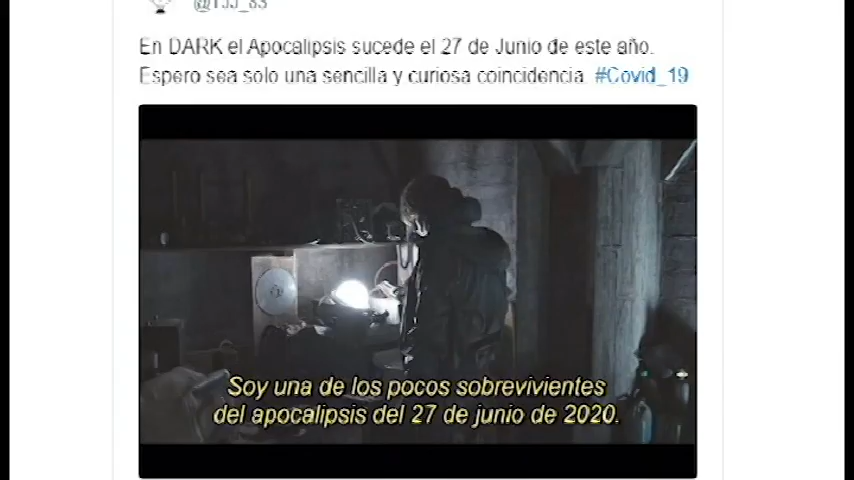 En DARK el Apocalipsis sucede el 27 de Junio de este año.
Espero sea solo una sencilla y curiosa coincidencia #Covid_19
Soy una de los pocos sobrevivientes
del apocalipsis del 27 de junio de 2020.